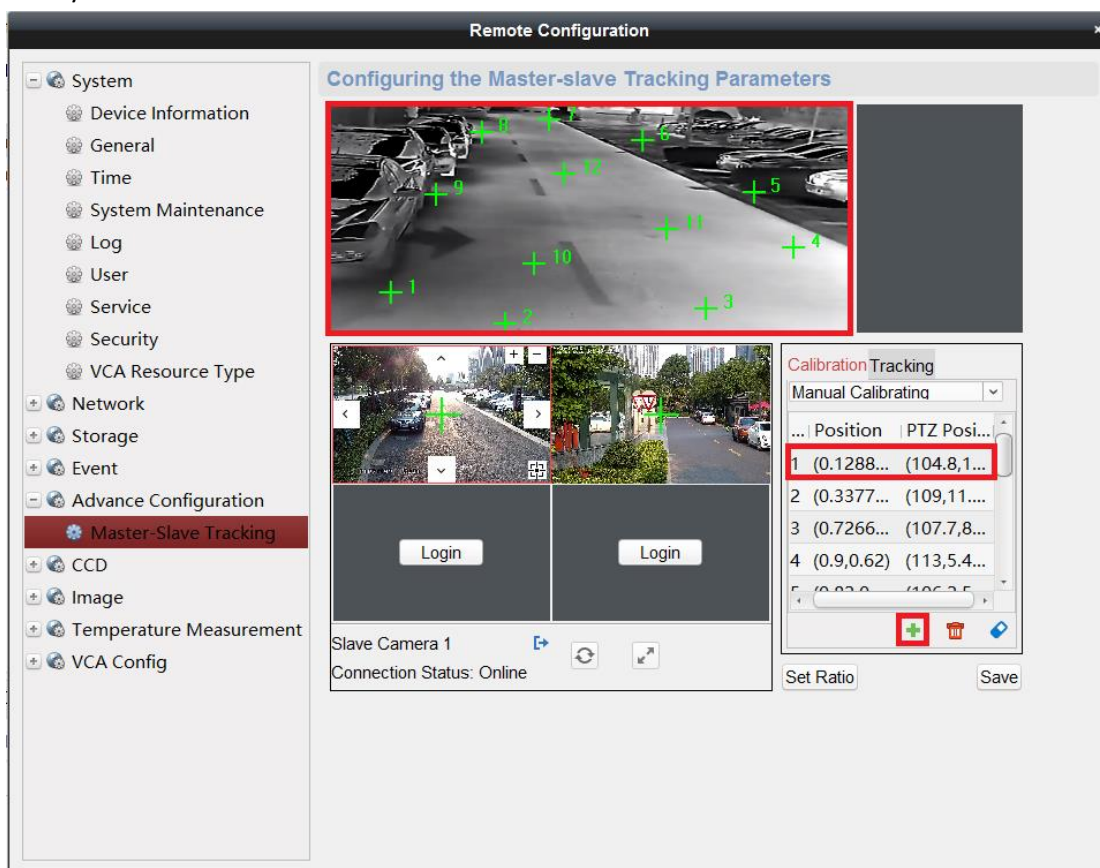 Remote Configuration
System
Device Information
General
Time
System Maintenance
Log
User
Service
Security
VCA Resource Type
Network
Storage
Event
Advance Configuration
Master-Slave Tracking
CCD
Image
Temperature Measurement
VCA Config
Configuring the Master-slave Tracking Parameters
8
7
6
12
9
5
11
4
10
1
3
2
Login
Login
Slave Camera 1
Connection Status: Online
Calibration Tracking
Manual Calibrating
... Position PTZ Posi...
1 (0.1288... (104.8,1...
2 (0.3377... (109,11....
3 (0.7266... (107.7,8...
4 (0.9,0.62) (113,5.4...
Set Ratio
Save